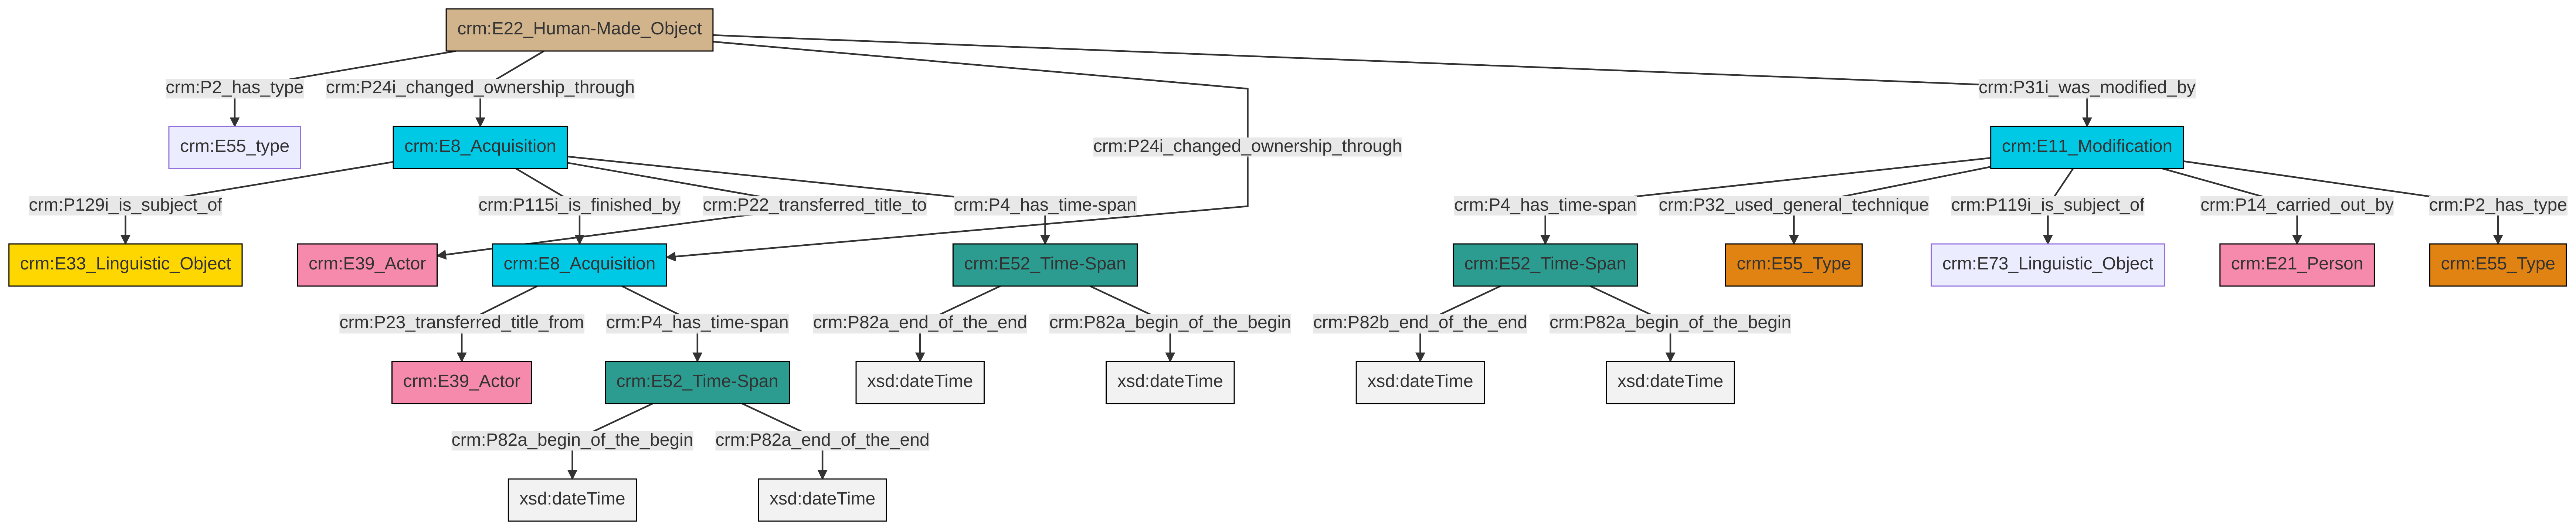 crm:E22_Human-Made_Object
crm:P2_has_type
crm:P24i_changed_ownership_through
crm:P31i_was_modified_by
crm:E55_type
crm:E8_Acquisition
crm:P24i_changed_ownership_through
crm:E11_Modification
crm:P129i_is_subject_of
crm:P115i_is_finished_by
crm:P22_transferred_title_to
crm:P4_has_time-span
crm:P4_has_time-span
crm:P32_used_general_technique
crm:P119i_is_subject_of
crm:P14_carried_out_by
crm:P2_has_type
crm:E33_Linguistic_Object
crm:E39_Actor
crm:E8_Acquisition
crm:E52_Time-Span
crm:E52_Time-Span
crm:E55_Type
crm:E73_Linguistic_Object
crm:E21_Person
crm:E55_Type
crm:P23_transferred_title_from
crm:P4_has_time-span
crm:P82a_end_of_the_end
crm:P82a_begin_of_the_begin
crm:P82b_end_of_the_end
crm:P82a_begin_of_the_begin
crm:E39_Actor
crm:E52_Time-Span
xsd:dateTime
xsd:dateTime
xsd:dateTime
xsd:dateTime
crm:P82a_begin_of_the_begin
crm:P82a_end_of_the_end
xsd:dateTime
xsd:dateTime